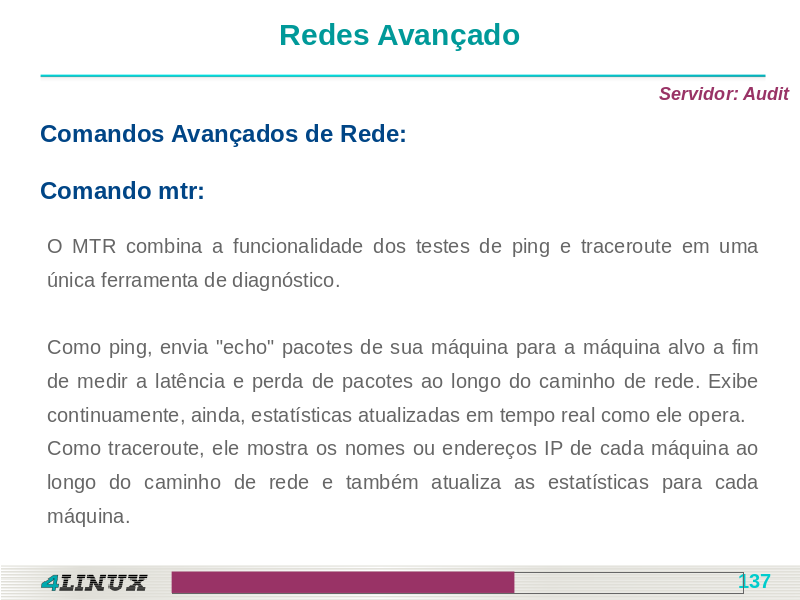 Redes Avançado
Servidor: Audit
Comandos Avançados de Rede:
Comando mtr:
O MTR combina a funcionalidade dos testes de ping e traceroute em uma
única ferramenta de diagnóstico.
Como ping, envia "echo" pacotes de sua máquina para a máquina alvo a fim
de medir a latência e perda de pacotes ao longo do caminho de rede. Exibe
continuamente, ainda, estatísticas atualizadas em tempo real como ele opera.
Como traceroute, ele mostra os nomes ou endereços IP de cada máquina ao
longo do caminho de rede e também atualiza as estatísticas para cada
máquina.
4LINUX
137